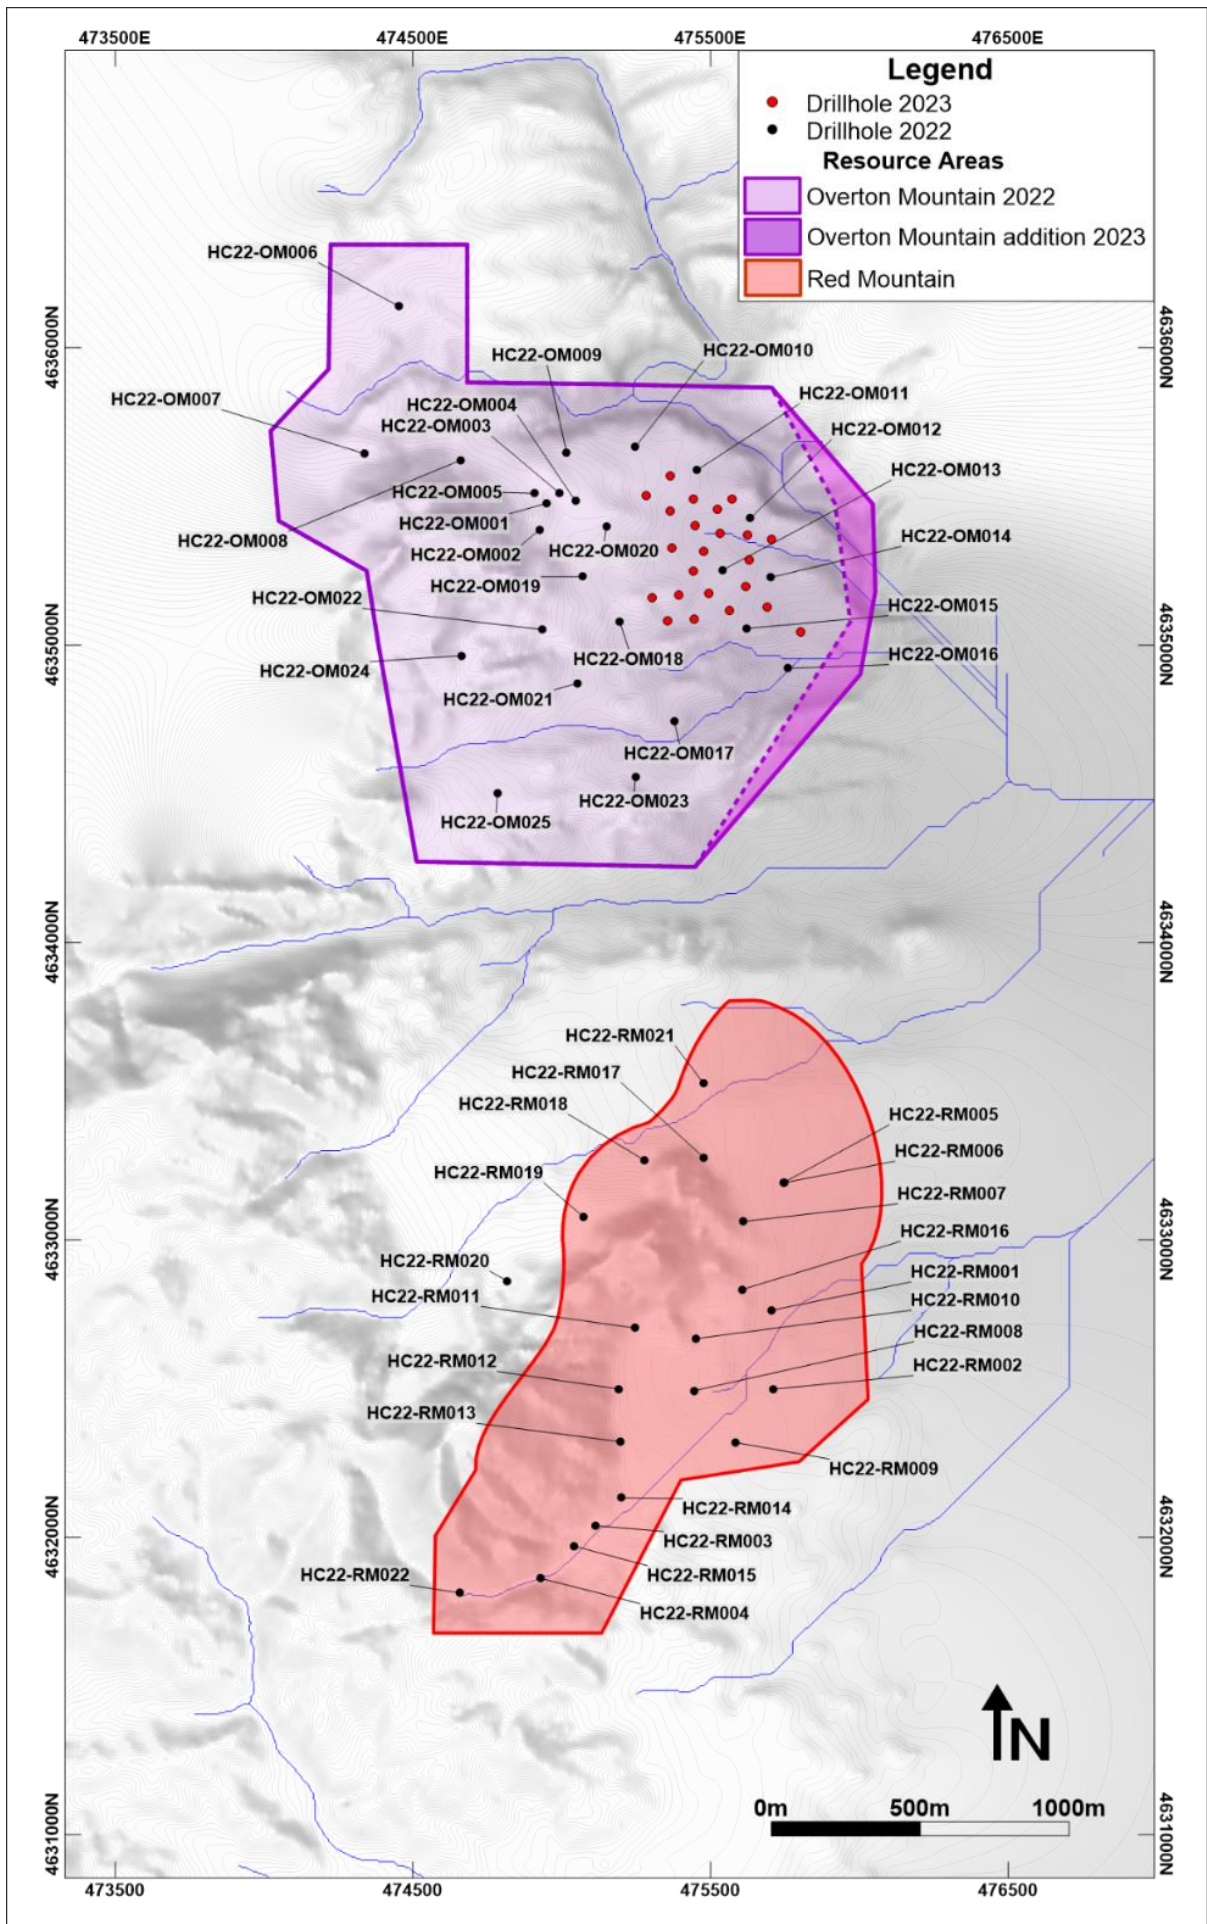 473500E
474500E
475500E
476500E
Legend
Drillhole 2023
Drillhole 2022
Resource Areas
Overton Mountain 2022
Overton Mountain addition 2023
Red Mountain
HC22-OM006
4636000N
4636000N
HC22-OM009
HC22-OM010
HC22-OM007
HC22-OM004
HC22-OM011
HC22-OM003
HC22-OM012
HC22-OM013
HC22-OM005
HC22-OM001
HC22-OM008
HC22-OM002
HC22-OM020
HC22-OM014
HC22-OM019
HC22-OM022
HC22-OM015
4635000N
4635000N
HC22-OM018
HC22-OM016
HC22-OM024
HC22-OM021
HC22-OM017
HC22-OM023
HC22-OM025
4634000N
4634000N
HC22-RM021
HC22-RM017
HC22-RM018
HC22-RM005
HC22-RM006
HC22-RM019
HC22-RM007
4633000N
4633000N
HC22-RM016
HC22-RM020
HC22-RM001
HC22-RM011
HC22-RM010
HC22-RM008
HC22-RM012
HC22-RM002
HC22-RM013
HC22-RM009
HC22-RM014
4632000N
4632000N
HC22-RM003
HC22-RM022
HC22-RM015
HC22-RM004
N
0m
500m
1000m
4631000N
4631000N
473500
474500
475500
476500